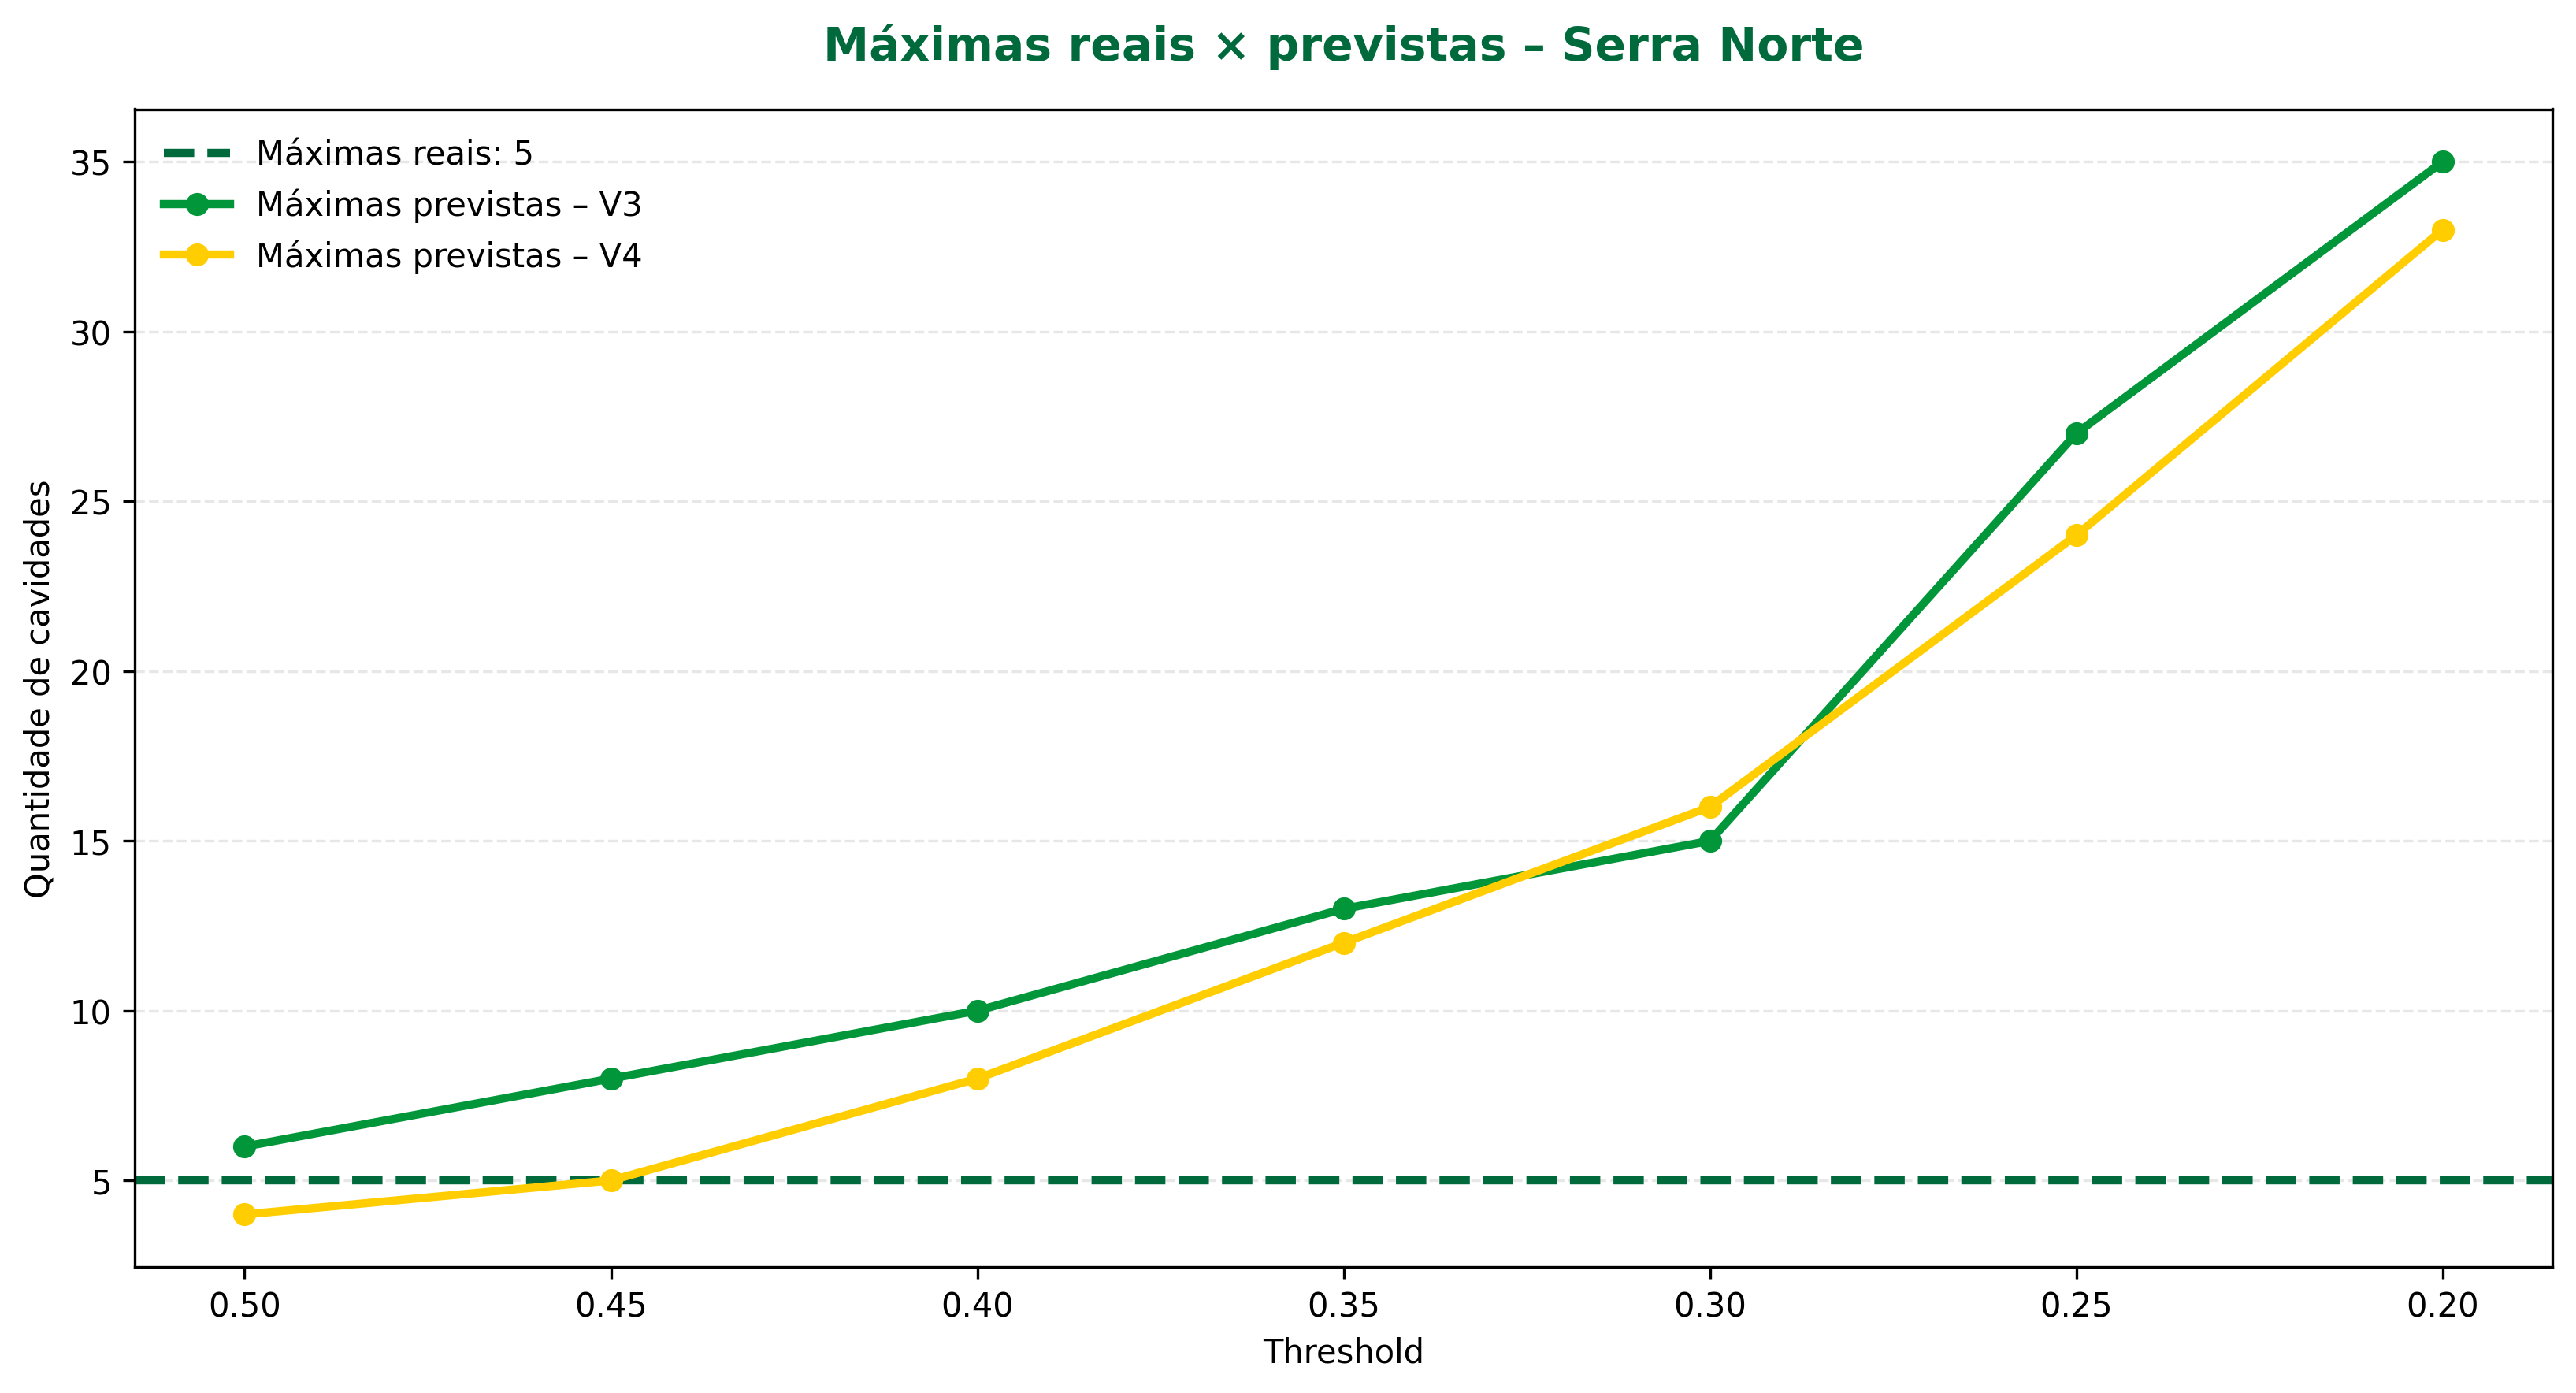 Máximas reais × previstas – Serra Norte
Máximas reais: 5
Máximas previstas – V3
Máximas previstas – V4
Quantidade de cavidades
35
30
25
20
15
10
5
0.50 0.45 0.40 0.35 0.30 0.25 0.20
Threshold